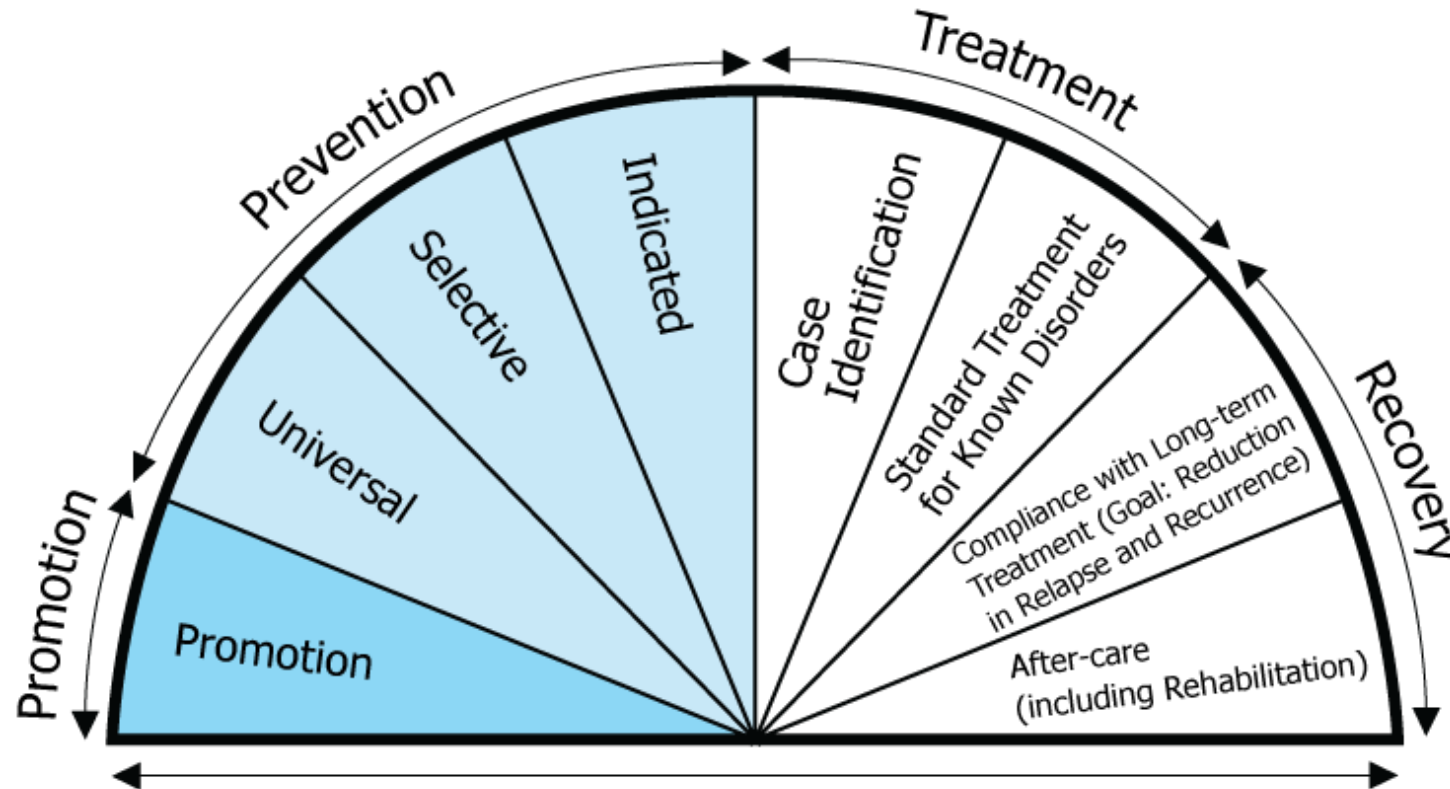 Promotion
Prevention
Treatment
Recovery
Promotion
Universal
Selective
Indicated
Case
Identification
Standard Treatment
for Known Disorders
Compliance with Long-term
Treatment (Goal: Reduction
in Relapse and Recurrence)
After-care
(including Rehabilitation)